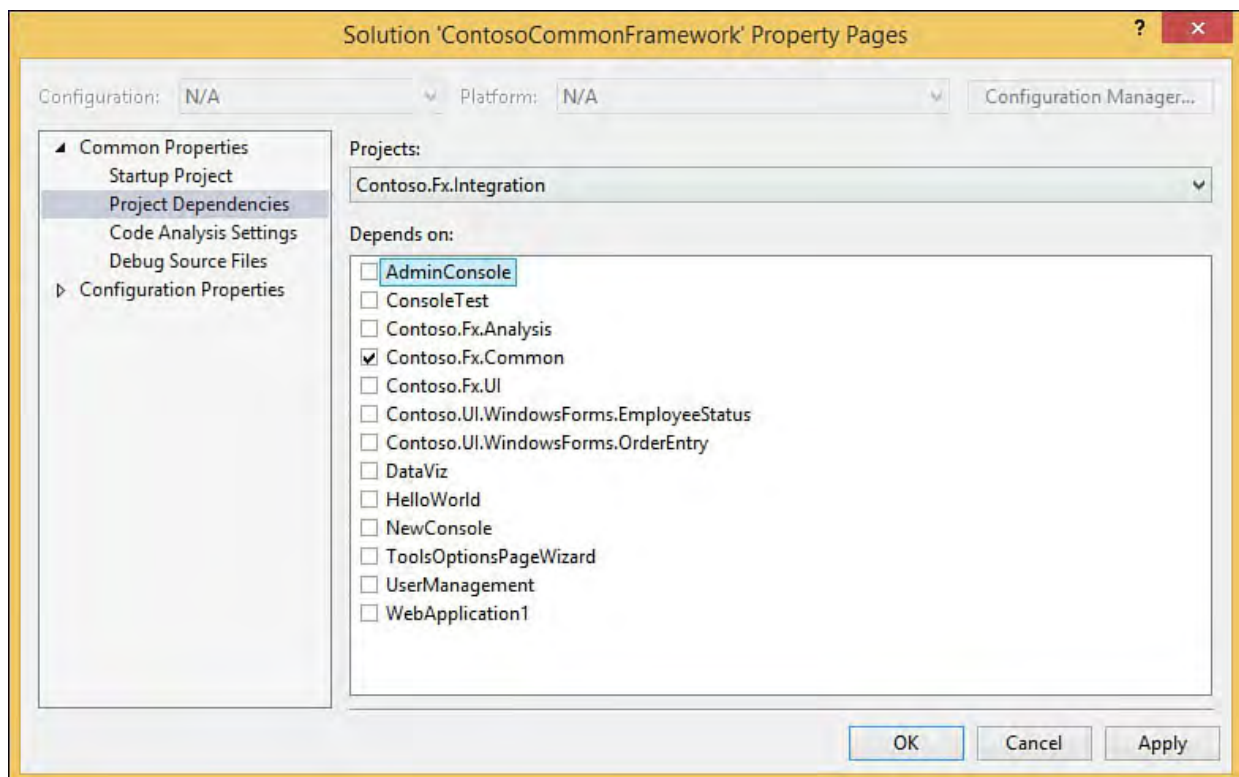 Solution 'ContosoCommonFramework' Property Pages
?
Configuration: N/A Platform: N/A Configuration Manager...
Common Properties
Startup Project
Project Dependencies
Code Analysis Settings
Debug Source Files
Configuration Properties
Projects:
Contoso.Fx.Integration
Depends on:
AdminConsole
ConsoleTest
Contoso.Fx.Analysis
Contoso.Fx.Common
Contoso.Fx.UI
Contoso.UI.WindowsForms.EmployeeStatus
Contoso.UI.WindowsForms.OrderEntry
DataViz
HelloWorld
NewConsole
ToolsOptionsPageWizard
UserManagement
WebApplication1
OK Cancel Apply